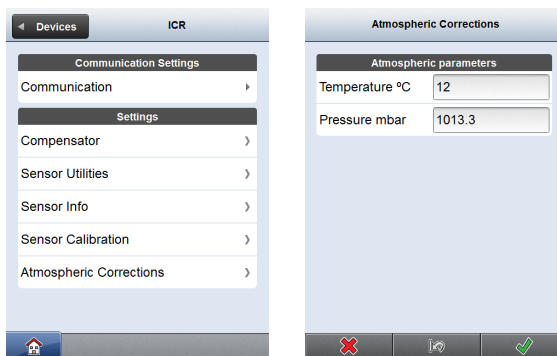 Devices
ICR
Communication Settings
Communication
Settings
Compensator
Sensor Utilities
Sensor Info
Sensor Calibration
Atmospheric Corrections
Atmospheric Corrections
Atmospheric parameters
Temperature ºC 12
Pressure mbar 1013.3